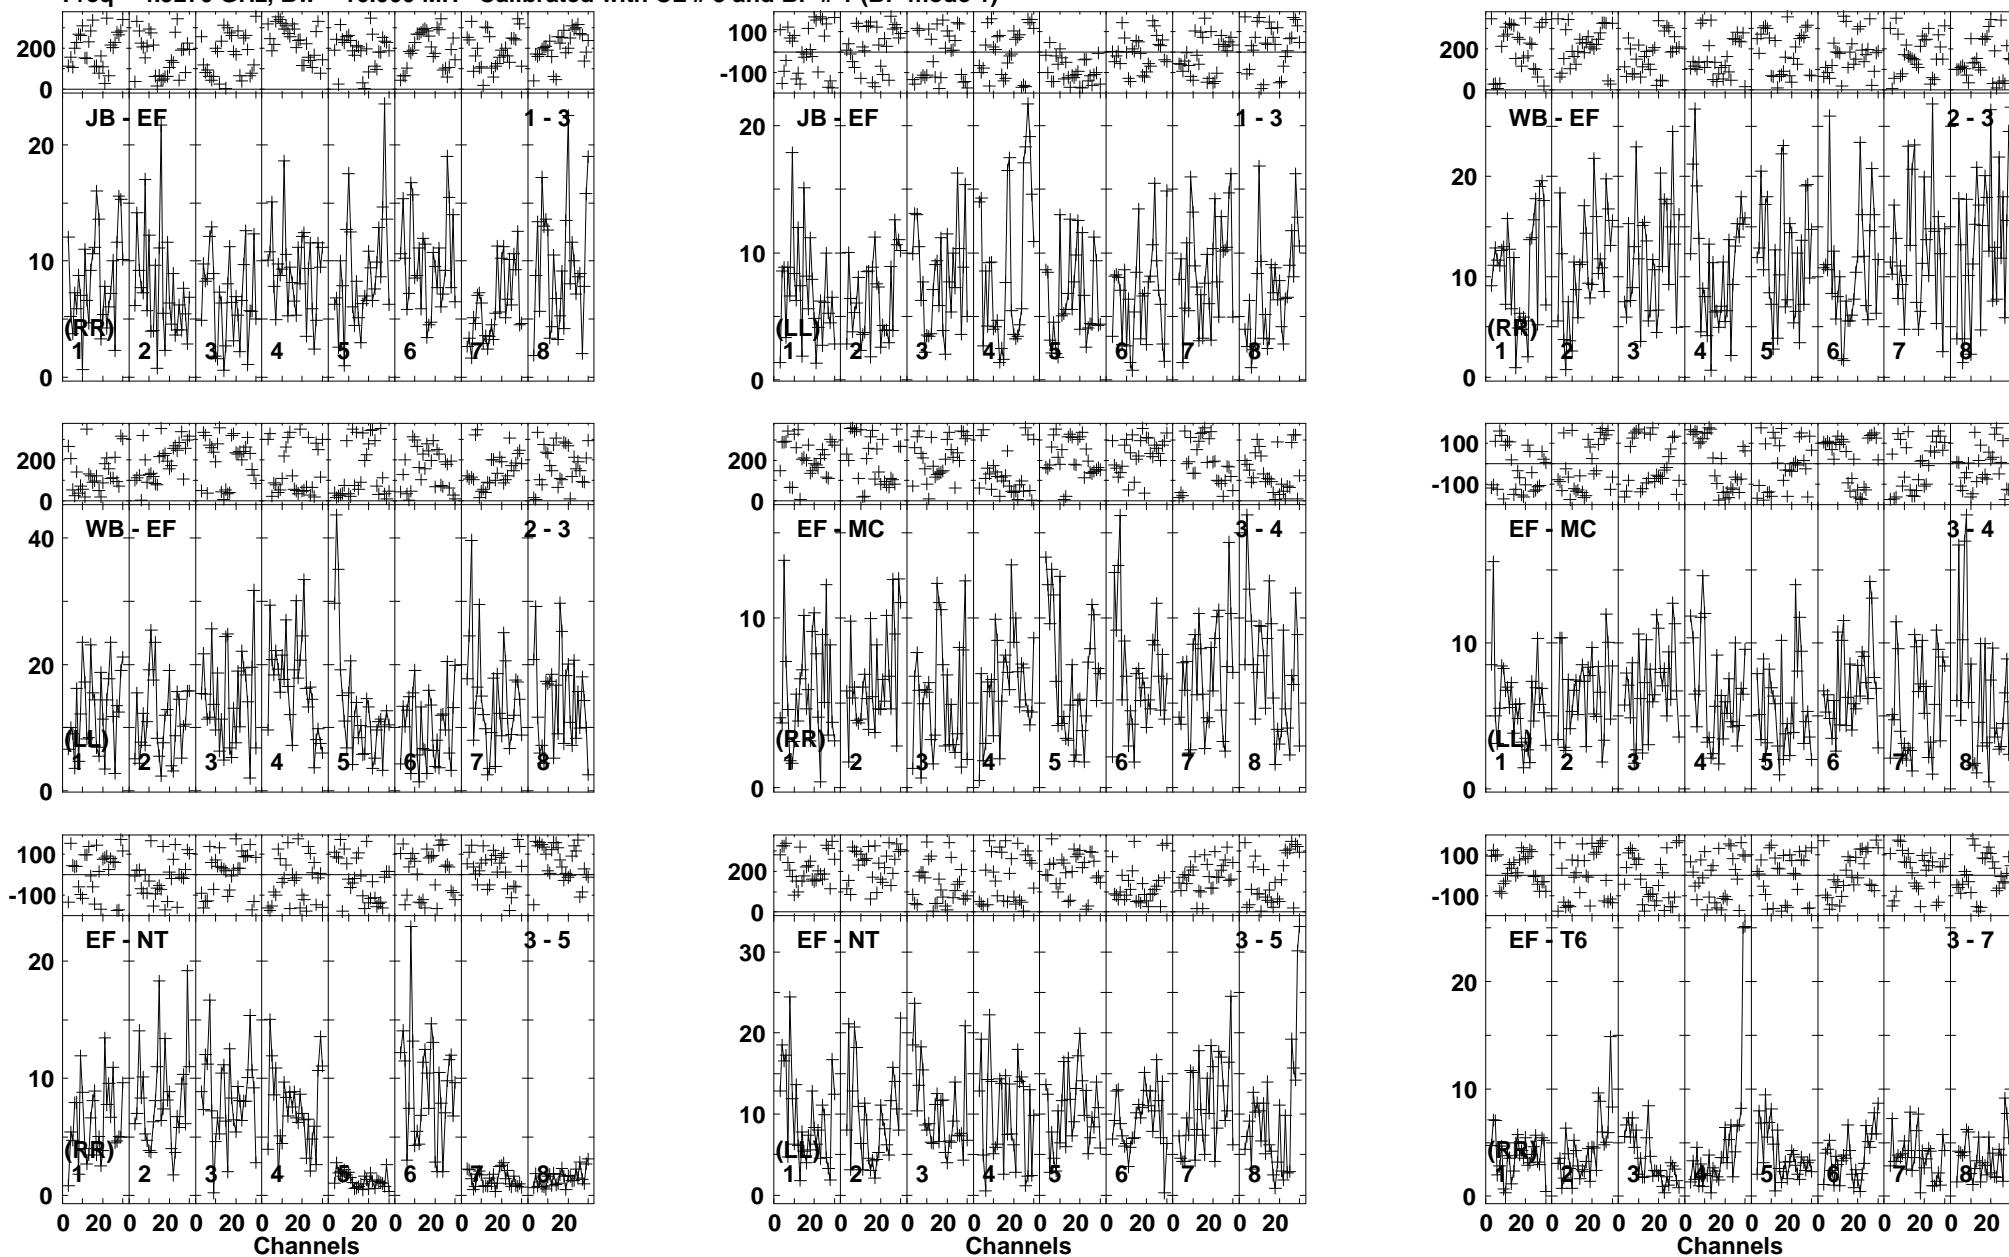 GHz, Calibrated with and (BP mode 1)
200 100 200
0 -100 0
JB - EF 1 - 3 JB - EF 1 - 3 WB - EF 2 - 3
20 20 20
10 10 10
(RR) (LL) (RR)
1 2 3 4 5 6 7 8 1 2 3 4 5 6 7 8 1 2 3 4 5 6 7 8
0 0 0
200 200 100
0 0 -100
WB - EF 2 - 3 EF - MC 3 - 4 EF - MC 3 - 4
40
20 10 10
(LL) (RR) (LL)
1 2 3 4 5 6 7 8 1 2 3 4 5 6 7 8 1 2 3 4 5 6 7 8
0 0 0
100 200 100
-100 0 -100
EF - NT 3 - 5 EF - NT 3 - 5 EF - T6 3 - 7
20 30 20
10 20 10
10
(RR) (LL) (RR)
1 2 3 4 5 6 7 8 1 2 3 4 5 6 7 8 1 2 3 4 5 6 7 8
0 0 0
0 20 0 20 0 20 0 20 0 20 0 20 0 20 0 20 0 20 0 20 0 20 0 20 0 20 0 20 0 20 0 20 0 20 0 20 0 20 0 20 0 20 0 20 0 20 0 20
Channels Channels Channels